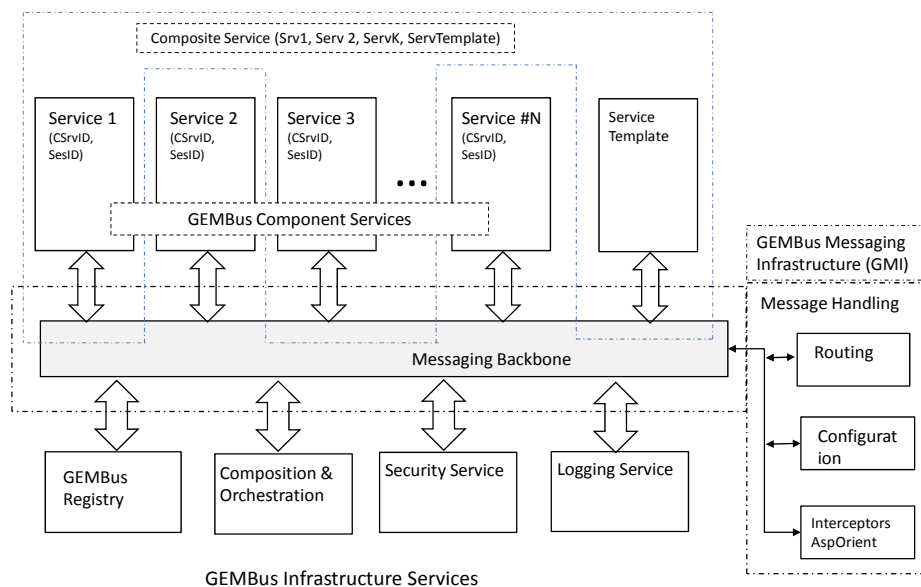 Composite Service (Srv1, Serv 2, ServK, ServTemplate)
Service 1
(CSrvID,
SesID)
Service 2
(CSrvID,
SesID)
Service 3
(CSrvID,
SesID)
...
Service #N
(CSrvID,
SesID)
Service
Template
GEMBus Component Services
GEMBus Messaging
Infrastructure (GMI)
Message Handling
Messaging Backbone
Routing
Configurat
ion
Interceptors
AspOrient
GEMBus
Registry
Composition &
Orchestration
Security Service
Logging Service
GEMBus Infrastructure Services